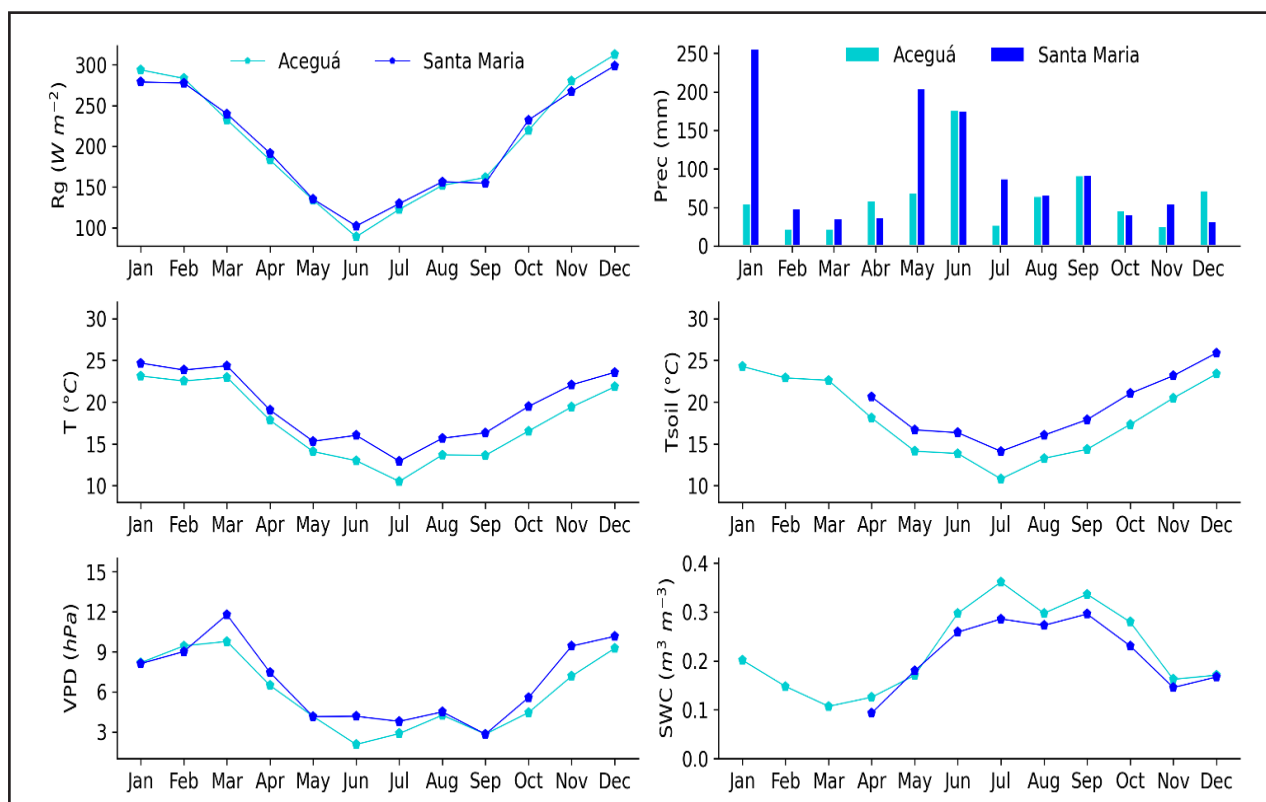 Rg (W m⁻²)
300
250
200
150
100
Aceguá
Santa Maria
Jan Feb Mar Apr May Jun Jul Aug Sep Oct Nov Dec
Prec (mm)
250
200
150
100
50
0
Aceguá
Santa Maria
Jan Feb Mar Abr May Jun Jul Aug Sep Oct Nov Dec
T (°C)
30
25
20
15
10
Jan Feb Mar Apr May Jun Jul Aug Sep Oct Nov Dec
Tsoil (°C)
30
25
20
15
10
Jan Feb Mar Apr May Jun Jul Aug Sep Oct Nov Dec
VPD (hPa)
15
12
9
6
3
Jan Feb Mar Apr May Jun Jul Aug Sep Oct Nov Dec
SWC (m³ m⁻³)
0.4
0.3
0.2
0.1
0.0
Jan Feb Mar Apr May Jun Jul Aug Sep Oct Nov Dec